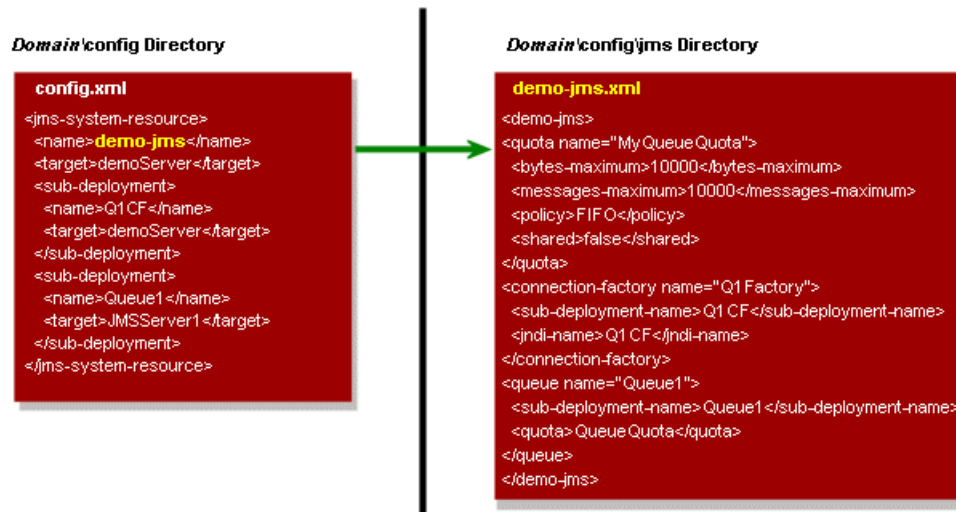 Domain\config Directory
config.xml
<jms-system-resource>
<name>demo-jms</name>
<target>demoServer</target>
<sub-deployment>
<name>Q1CF</name>
<target>demoServer</target>
</sub-deployment>
<sub-deployment>
<name>Queue1</name>
<target>JMSServer1</target>
</sub-deployment>
</jms-system-resource>
Domain\config\jms Directory
demo-jms.xml
<demo-jms>
<quota name="MyQueueQuota">
<bytes-maximum>10000</bytes-maximum>
<messages-maximum>10000</messages-maximum>
<policy>FIFO</policy>
<shared>false</shared>
</quota>
<connection-factory name="Q1Factory">
<sub-deployment-name>Q1CF</sub-deployment-name>
<jndi-name>Q1CF</jndi-name>
</connection-factory>
<queue name="Queue1">
<sub-deployment-name>Queue1</sub-deployment-name>
<quota>QueueQuota</quota>
</queue>
</demo-jms>